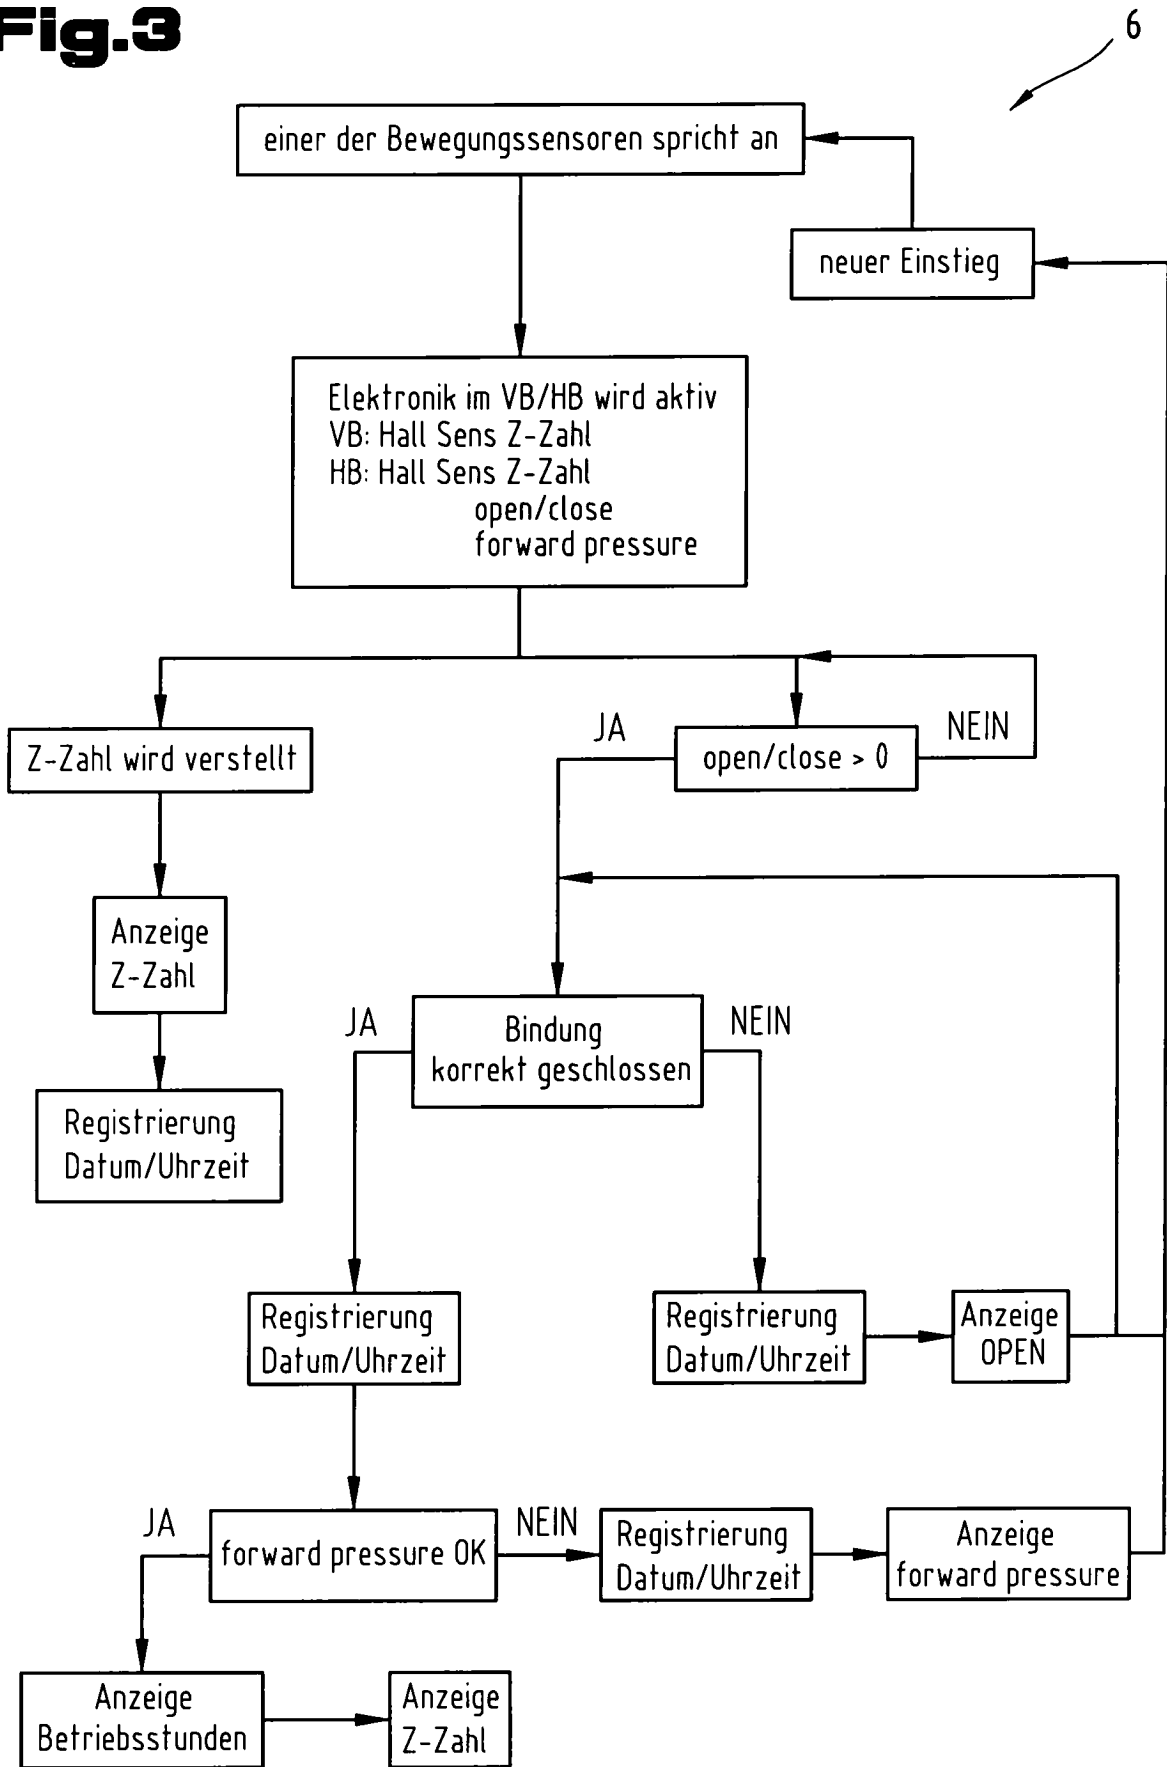 Fig.3
6
einer der Bewegungssensoren spricht an
neuer Einstieg
Elektronik im VB/HB wird aktiv
VB: Hall Sens Z-Zahl
HB: Hall Sens Z-Zahl
open/close
forward pressure
Z-Zahl wird verstellt
JA
open/close > 0
NEIN
Anzeige
Z-Zahl
Registrierung
Datum/Uhrzeit
JA
Bindung
korrekt geschlossen
NEIN
Registrierung
Datum/Uhrzeit
Registrierung
Datum/Uhrzeit
Anzeige
OPEN
JA
forward pressure OK
NEIN
Registrierung
Datum/Uhrzeit
Anzeige
forward pressure
Anzeige
Betriebsstunden
Anzeige
Z-Zahl